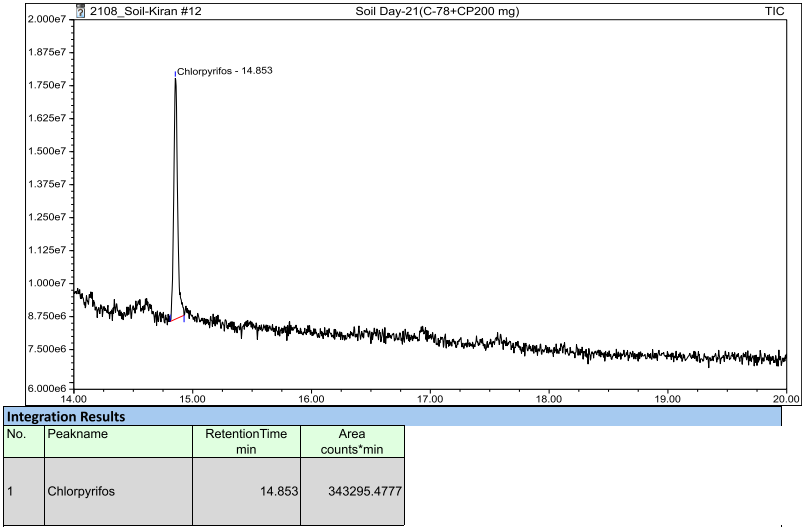 2108_Soil-Kiran #12 Soil Day-21(C-78+CP200 mg) TIC
2.000e7
Chlorpyrifos - 14.853
1.875e7
1.750e7
1.625e7
1.500e7
1.375e7
1.250e7
1.125e7
1.000e7
8.750e6
7.500e6
6.000e6
14.00 15.00 16.00 17.00 18.00 19.00 20.00
Integration Results
No. Peakname RetentionTime Area
min counts*min
1 Chlorpyrifos 14.853 343295.4777